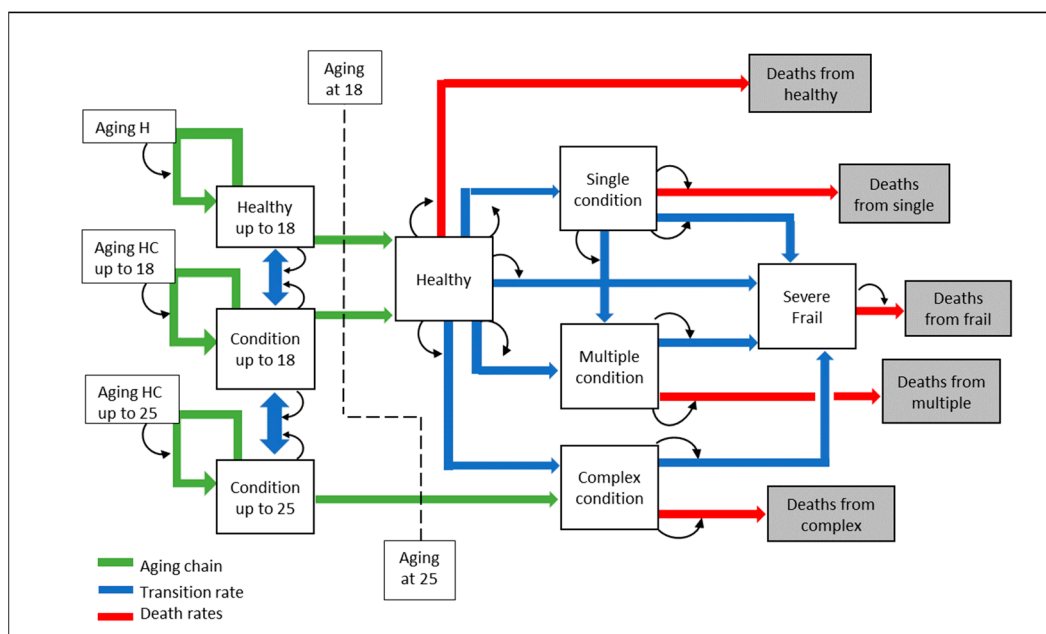 Aging
at 18
Deaths from
healthy
Aging H
Single
condition
Deaths
from single
Healthy
up to 18
Aging HC
up to 18
Healthy
Severe
Frail
Deaths
from frail
Condition
up to 18
Multiple
condition
Deaths from
multiple
Aging HC
up to 25
Condition
up to 25
Complex
condition
Deaths from
complex
Aging
at 25
Aging chain
Transition rate
Death rates